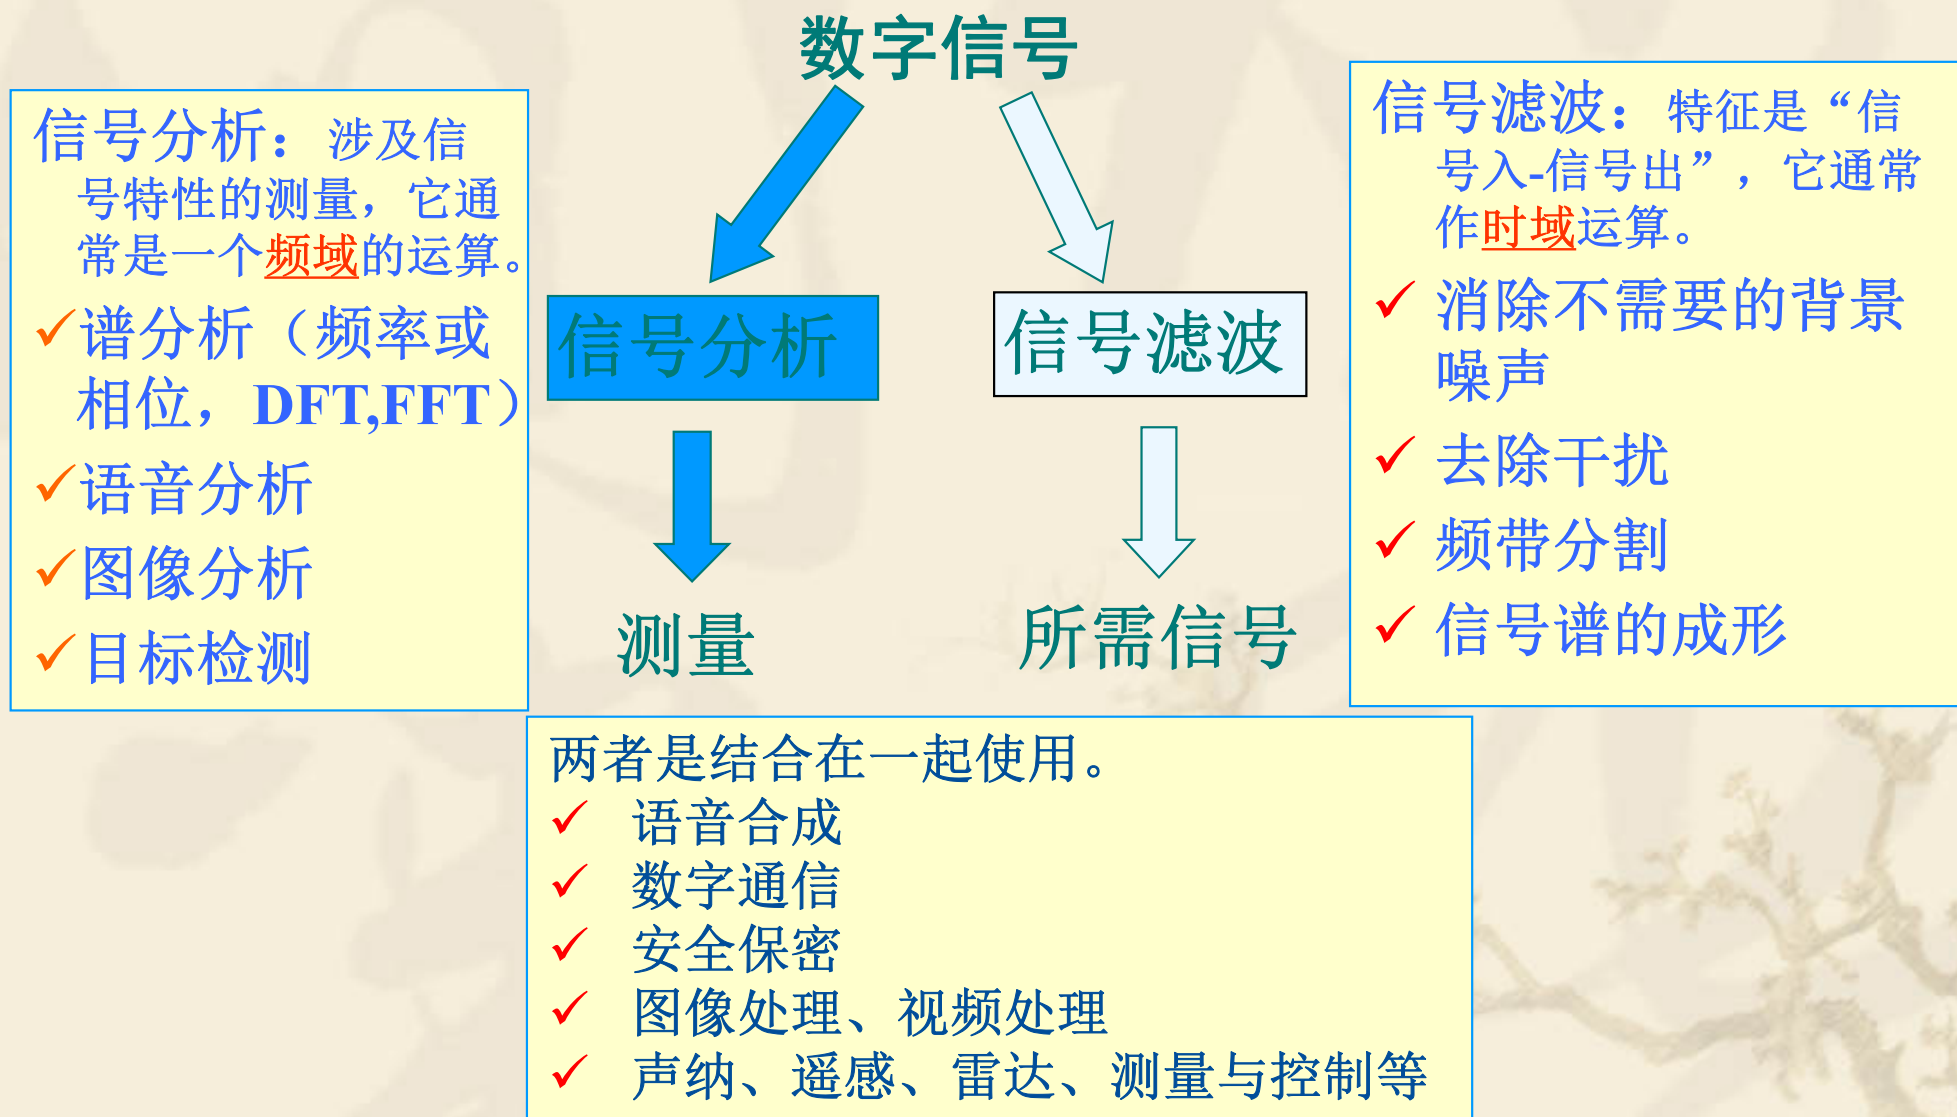 数字信号
信号分析：涉及信
号特性的测量，它通
常是一个频域的运算。
✓谱分析（频率或
相位，DFT,FFT）
✓语音分析
✓图像分析
✓目标检测
信号分析
测量
信号滤波
所需信号
信号滤波：特征是“信
号入-信号出”，它通常
作时域运算。
✓ 消除不需要的背景
噪声
✓ 去除干扰
✓ 频带分割
✓ 信号谱的成形
两者是结合在一起使用。
✓ 语音合成
✓ 数字通信
✓ 安全保密
✓ 图像处理、视频处理
✓ 声纳、遥感、雷达、测量与控制等